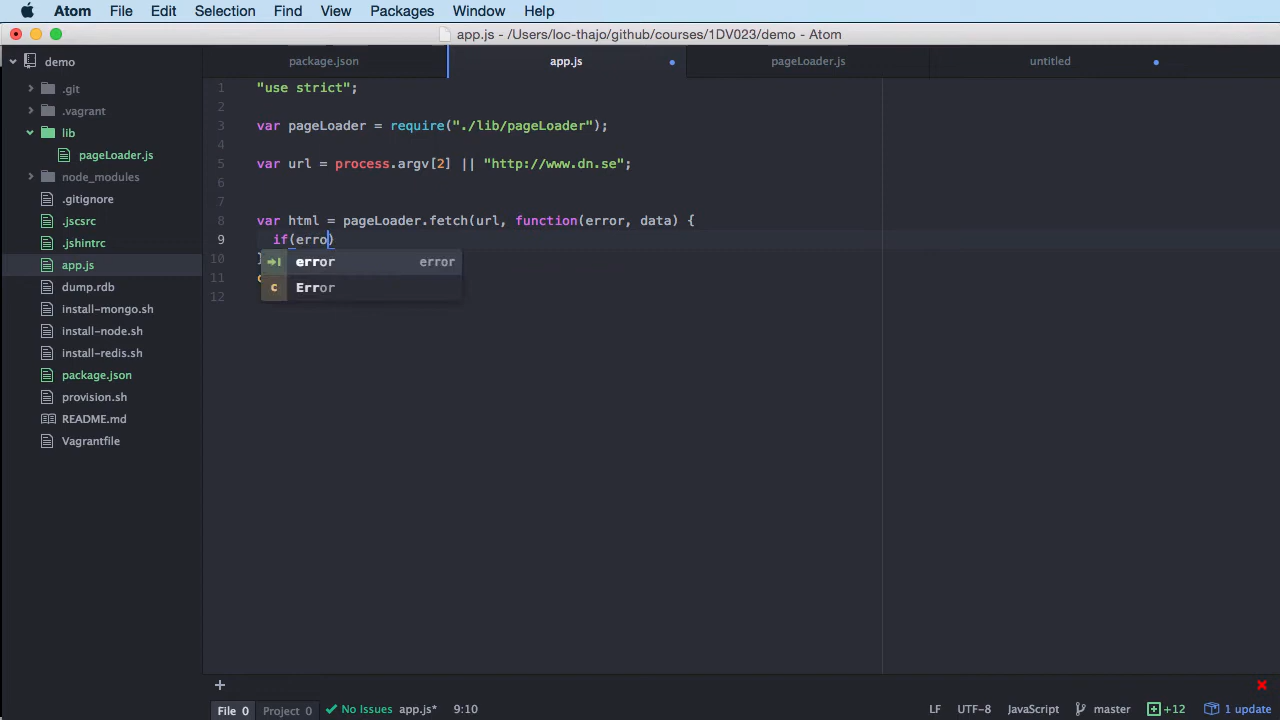 Atom File Edit Selection Find View Packages Window Help
app.js - /Users/loc-thajo/github/courses/1DV023/demo - Atom
demo
.git
.vagrant
lib
pageLoader.js
node_modules
.gitignore
.jscsrc
.jshintrc
app.js
dump.rdb
install-mongo.sh
install-node.sh
install-redis.sh
package.json
provision.sh
README.md
Vagrantfile
package.json app.js pageLoader.js untitled
1 "use strict";
2
3 var pageLoader = require("./lib/pageLoader");
4
5 var url = process.argv[2] || "http://www.dn.se";
6
7
8 var html = pageLoader.fetch(url, function(error, data) {
9 if(erro)
10 }
11 c
12
error error
c Error
+
File 0 Project 0 No Issues app.js* 9:10 LF UTF-8 JavaScript master +12 1 update